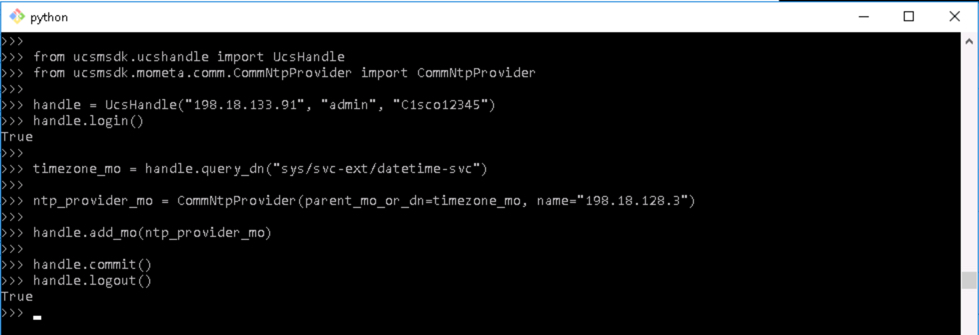 python
>>>
>>> from ucsmsdk.ucshandle import UcsHandle
>>> from ucsmsdk.mometa.comm.CommNtpProvider import CommNtpProvider
>>>
>>> handle = UcsHandle("198.18.133.91", "admin", "C1sco12345")
>>> handle.login()
True
>>>
>>> timezone_mo = handle.query_dn("sys/svc-ext/datetime-svc")
>>>
>>> ntp_provider_mo = CommNtpProvider(parent_mo_or_dn=timezone_mo, name="198.18.128.3")
>>>
>>> handle.add_mo(ntp_provider_mo)
>>>
>>> handle.commit()
>>> handle.logout()
True
>>>